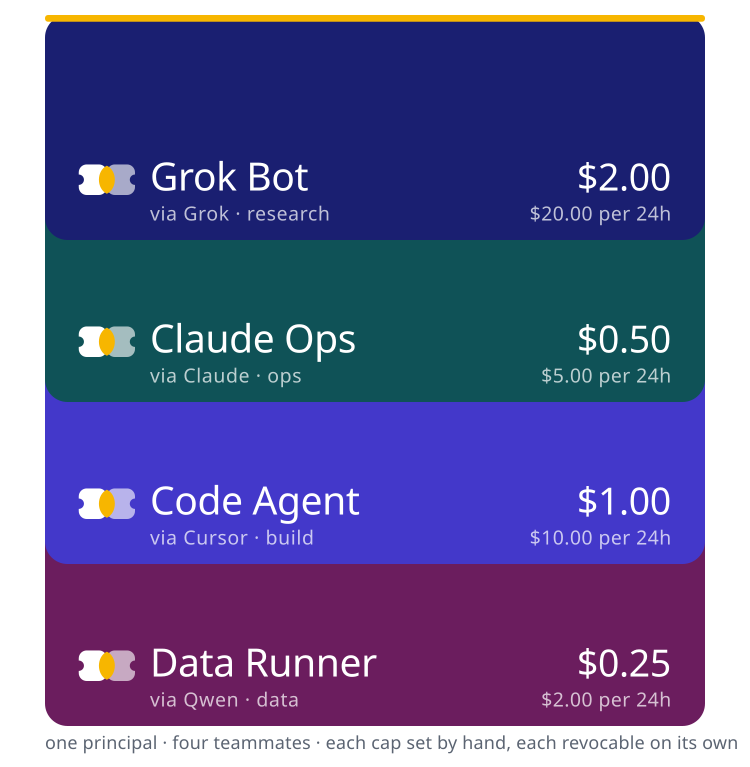 Grok Bot
$2.00
via Grok · research
$20.00 per 24h
Claude Ops
$0.50
via Claude · ops
$5.00 per 24h
Code Agent
$1.00
via Cursor · build
$10.00 per 24h
Data Runner
$0.25
via Qwen · data
$2.00 per 24h
one principal · four teammates · each cap set by hand, each revocable on its own